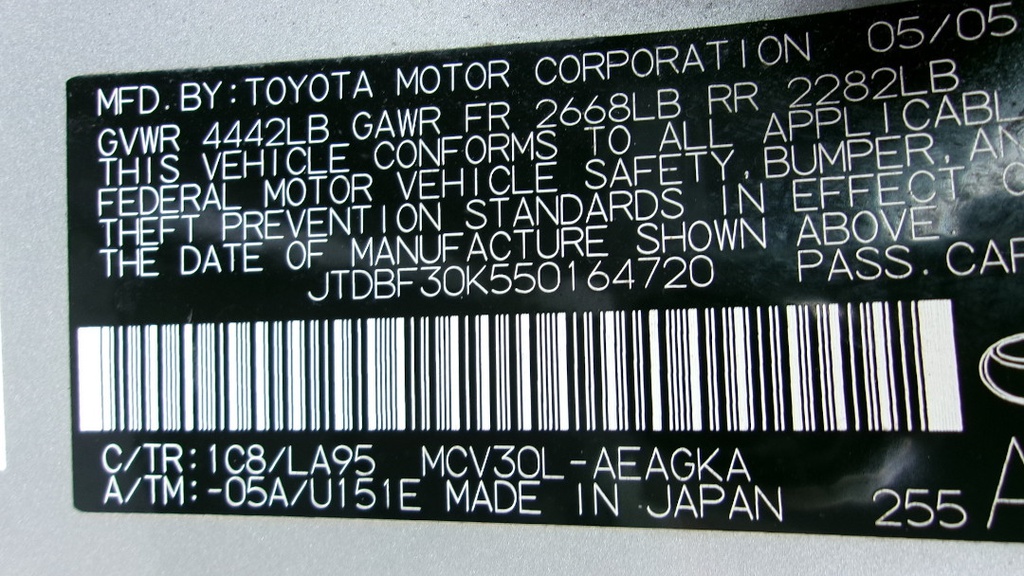 MFD. BY: TOYOTA MOTOR CORPORATION 05/05
GVWR 4442LB GAWR FR 2668LB RR 2282LB
THIS VEHICLE CONFORMS TO ALL APPLICABL
FEDERAL MOTOR VEHICLE SAFETY, BUMPER, AN
THEFT PREVENTION STANDARDS IN EFFECT O
THE DATE OF MANUFACTURE SHOWN ABOVE.
JTDBF30K550164720 PASS. CAR
C/TR: 1C8/LA95 MCV30L-AEAGKA
A/TM: -05A/U151E MADE IN JAPAN 255 A